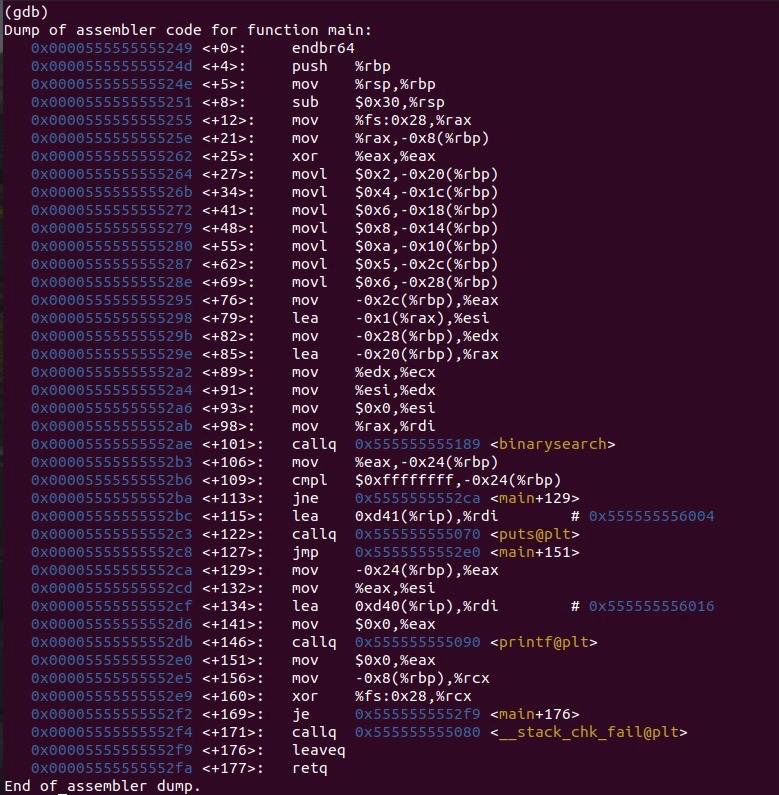 (gdb)
Dump of assembler code for function main:
   0x0000555555555249 <+0>:     endbr64
   0x000055555555524d <+4>:     push   %rbp
   0x000055555555524e <+5>:     mov    %rsp,%rbp
   0x0000555555555251 <+8>:     sub    $0x30,%rsp
   0x0000555555555255 <+12>:    mov    %fs:0x28,%rax
   0x000055555555525e <+21>:    mov    %rax,-0x8(%rbp)
   0x0000555555555262 <+25>:    xor    %eax,%eax
   0x0000555555555264 <+27>:    movl   $0x2,-0x20(%rbp)
   0x000055555555526b <+34>:    movl   $0x4,-0x1c(%rbp)
   0x0000555555555272 <+41>:    movl   $0x6,-0x18(%rbp)
   0x0000555555555279 <+48>:    movl   $0x8,-0x14(%rbp)
   0x0000555555555280 <+55>:    movl   $0xa,-0x10(%rbp)
   0x0000555555555287 <+62>:    movl   $0x5,-0x2c(%rbp)
   0x000055555555528e <+69>:    movl   $0x6,-0x28(%rbp)
   0x0000555555555295 <+76>:    mov    -0x2c(%rbp),%eax
   0x0000555555555298 <+79>:    lea    -0x1(%rax),%esi
   0x000055555555529b <+82>:    mov    -0x28(%rbp),%edx
   0x000055555555529e <+85>:    lea    -0x20(%rbp),%rax
   0x00005555555552a2 <+89>:    mov    %edx,%ecx
   0x00005555555552a4 <+91>:    mov    %esi,%edx
   0x00005555555552a6 <+93>:    mov    $0x0,%esi
   0x00005555555552ab <+98>:    mov    %rax,%rdi
   0x00005555555552ae <+101>:   callq  0x555555555189 <binarysearch>
   0x00005555555552b3 <+106>:   mov    %eax,-0x24(%rbp)
   0x00005555555552b6 <+109>:   cmpl   $0xffffffff,-0x24(%rbp)
   0x00005555555552ba <+113>:   jne    0x5555555552ca <main+129>
   0x00005555555552bc <+115>:   lea    0xd41(%rip),%rdi        # 0x555555556004
   0x00005555555552c3 <+122>:   callq  0x555555555070 <puts@plt>
   0x00005555555552c8 <+127>:   jmp    0x5555555552e0 <main+151>
   0x00005555555552ca <+129>:   mov    -0x24(%rbp),%eax
   0x00005555555552cd <+132>:   mov    %eax,%esi
   0x00005555555552cf <+134>:   lea    0xd40(%rip),%rdi        # 0x555555556016
   0x00005555555552d6 <+141>:   mov    $0x0,%eax
   0x00005555555552db <+146>:   callq  0x555555555090 <printf@plt>
   0x00005555555552e0 <+151>:   mov    $0x0,%eax
   0x00005555555552e5 <+156>:   mov    -0x8(%rbp),%rcx
   0x00005555555552e9 <+160>:   xor    %fs:0x28,%rcx
   0x00005555555552f2 <+169>:   je     0x5555555552f9 <main+176>
   0x00005555555552f4 <+171>:   callq  0x555555555080 <__stack_chk_fail@plt>
   0x00005555555552f9 <+176>:   leaveq
   0x00005555555552fa <+177>:   retq
End of assembler dump.